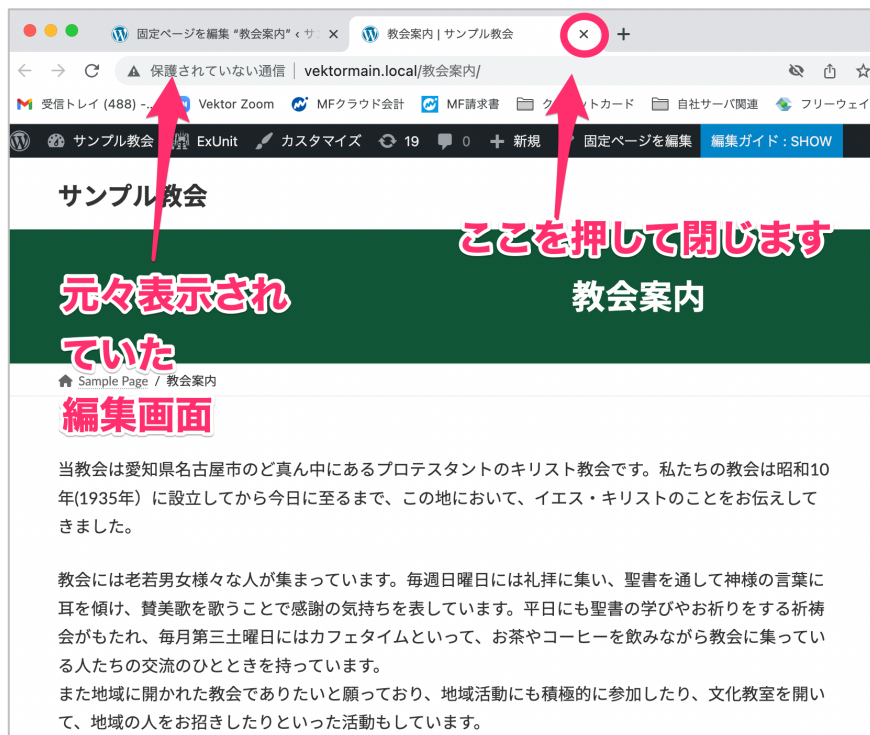 固定ページを編集 “教会案内” ‹ サ
教会案内 | サンプル教会
保護されていない通信 | vektormain.local/教会案内/
受信トレイ (488) -... Vektor Zoom MFクラウド会計 MF請求書 自社サーバ関連 フリーウェイ
サンプル教会 ExUnit カスタマイズ 19 0 新規 固定ページを編集 編集ガイド : SHOW
サンプル教会
ここを押して閉じます
元々表示され
ていた
編集画面
教会案内
Sample Page / 教会案内
当教会は愛知県名古屋市のど真ん中にあるプロテスタントのキリスト教会です。私たちの教会は昭和10
年(1935年）に設立してから今日に至るまで、この地において、イエス・キリストのことをお伝えして
きました。
教会には老若男女様々な人が集まっています。毎週日曜日には礼拝に集い、聖書を通して神様の言葉に
耳を傾け、賛美歌を歌うことで感謝の気持ちを表しています。平日にも聖書の学びやお祈りをする祈祷
会がもたれ、毎月第三土曜日にはカフェタイムといって、お茶やコーヒーを飲みながら教会に集ってい
る人たちの交流のひとときを持っています。
また地域に開かれた教会でありたいと願っており、地域活動にも積極的に参加したり、文化教室を開い
て、地域の人をお招きしたりといった活動もしています。